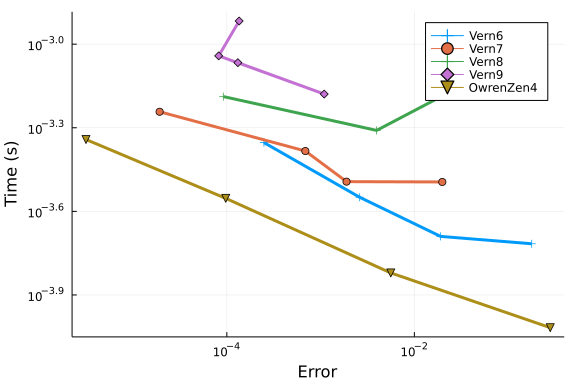 10⁻³·⁰
10⁻³·³
10⁻³·⁶
10⁻³·⁹
Time (s)
Vern6
Vern7
Vern8
Vern9
OwrenZen4
10⁻⁴
10⁻²
Error